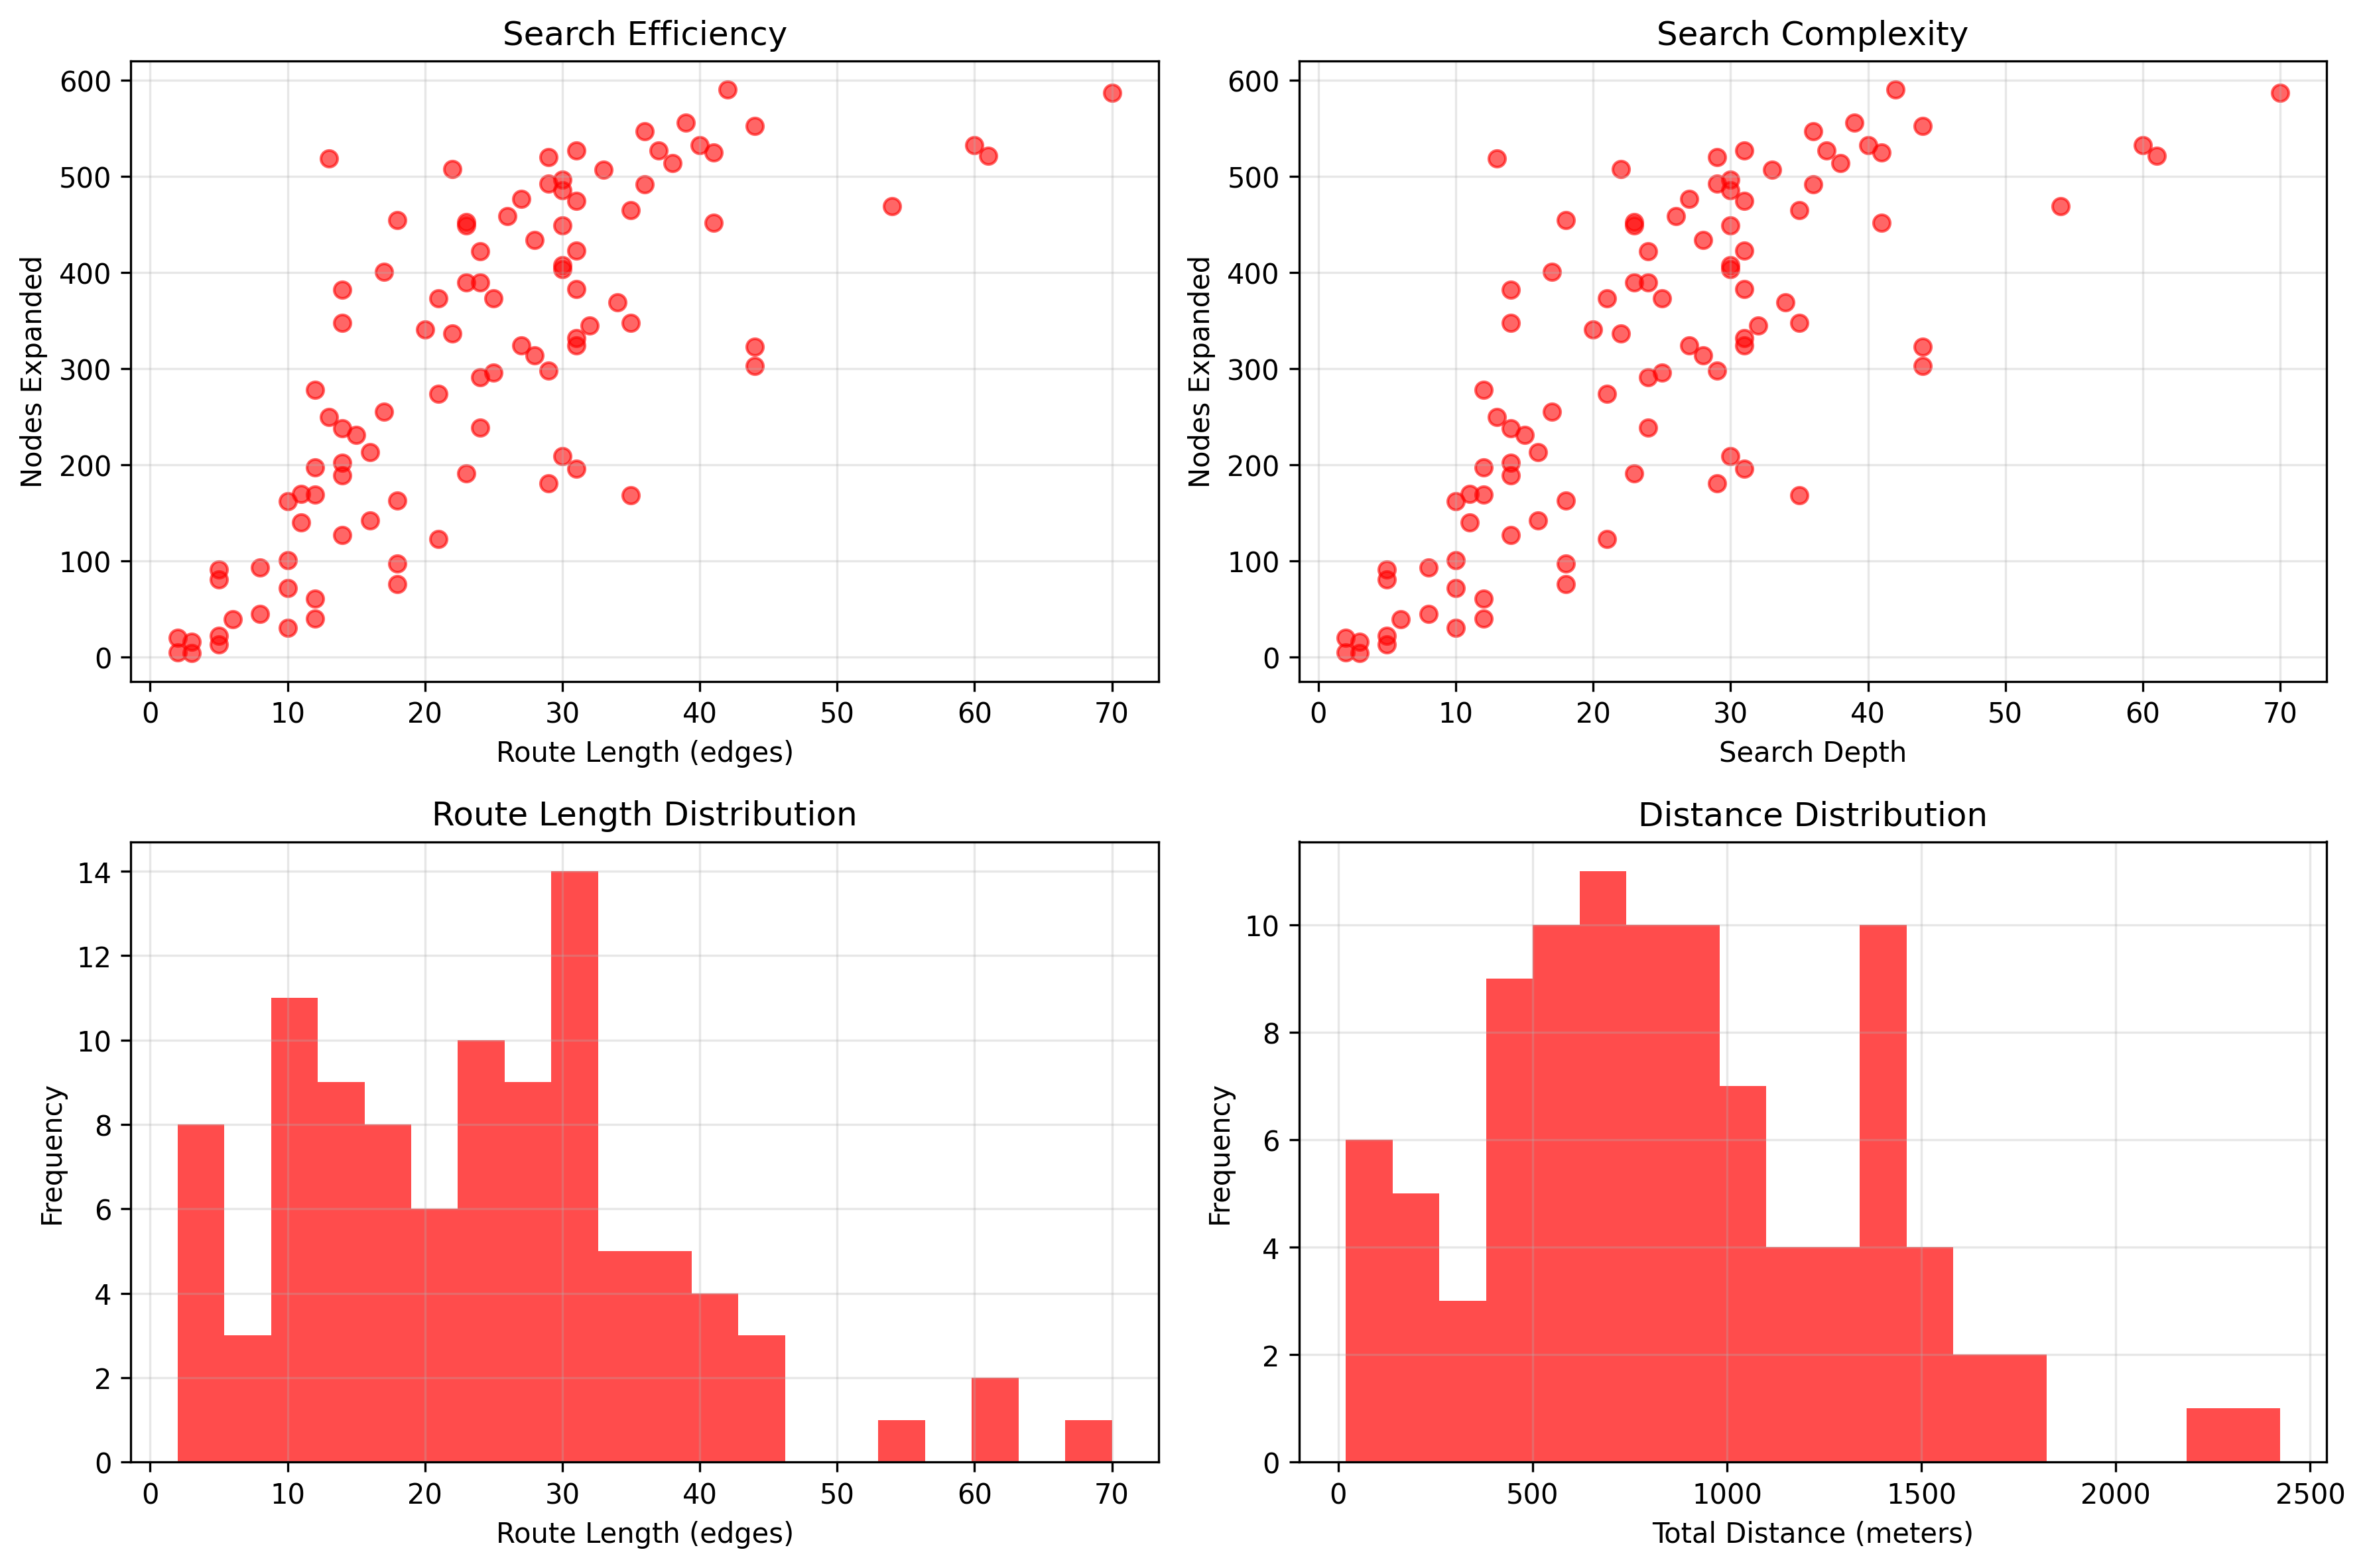 Search Efficiency
Nodes Expanded
600
500
400
300
200
100
0
0 10 20 30 40 50 60 70
Route Length (edges)
Search Complexity
Nodes Expanded
600
500
400
300
200
100
0
0 10 20 30 40 50 60 70
Search Depth
Route Length Distribution
Frequency
14
12
10
8
6
4
2
0
0 10 20 30 40 50 60 70
Route Length (edges)
Distance Distribution
Frequency
10
8
6
4
2
0
0 500 1000 1500 2000 2500
Total Distance (meters)